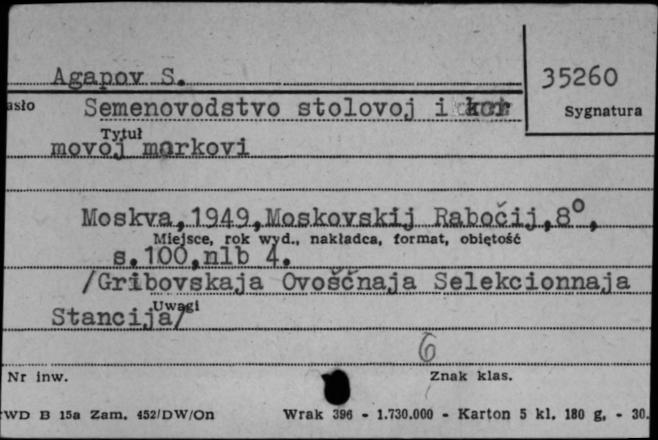 Agapov S.
35260
asło
Semenovodstvo stolovoj i kor
Sygnatura
Tytuł
movoj morkovi
Moskva,1949,Moskovskij Rabočij,8°,
Miejsce, rok wyd., nakładca, format, objętość
s.100,nlb 4.
/Gribovskaja Ovoščnaja Selekcionnaja
Uwagi
Stancija/
6
Nr inw.
Znak klas.
WD B 15a Zam. 452/DW/On
Wrak 396 - 1.730.000 - Karton 5 kl. 180 g. - 30.